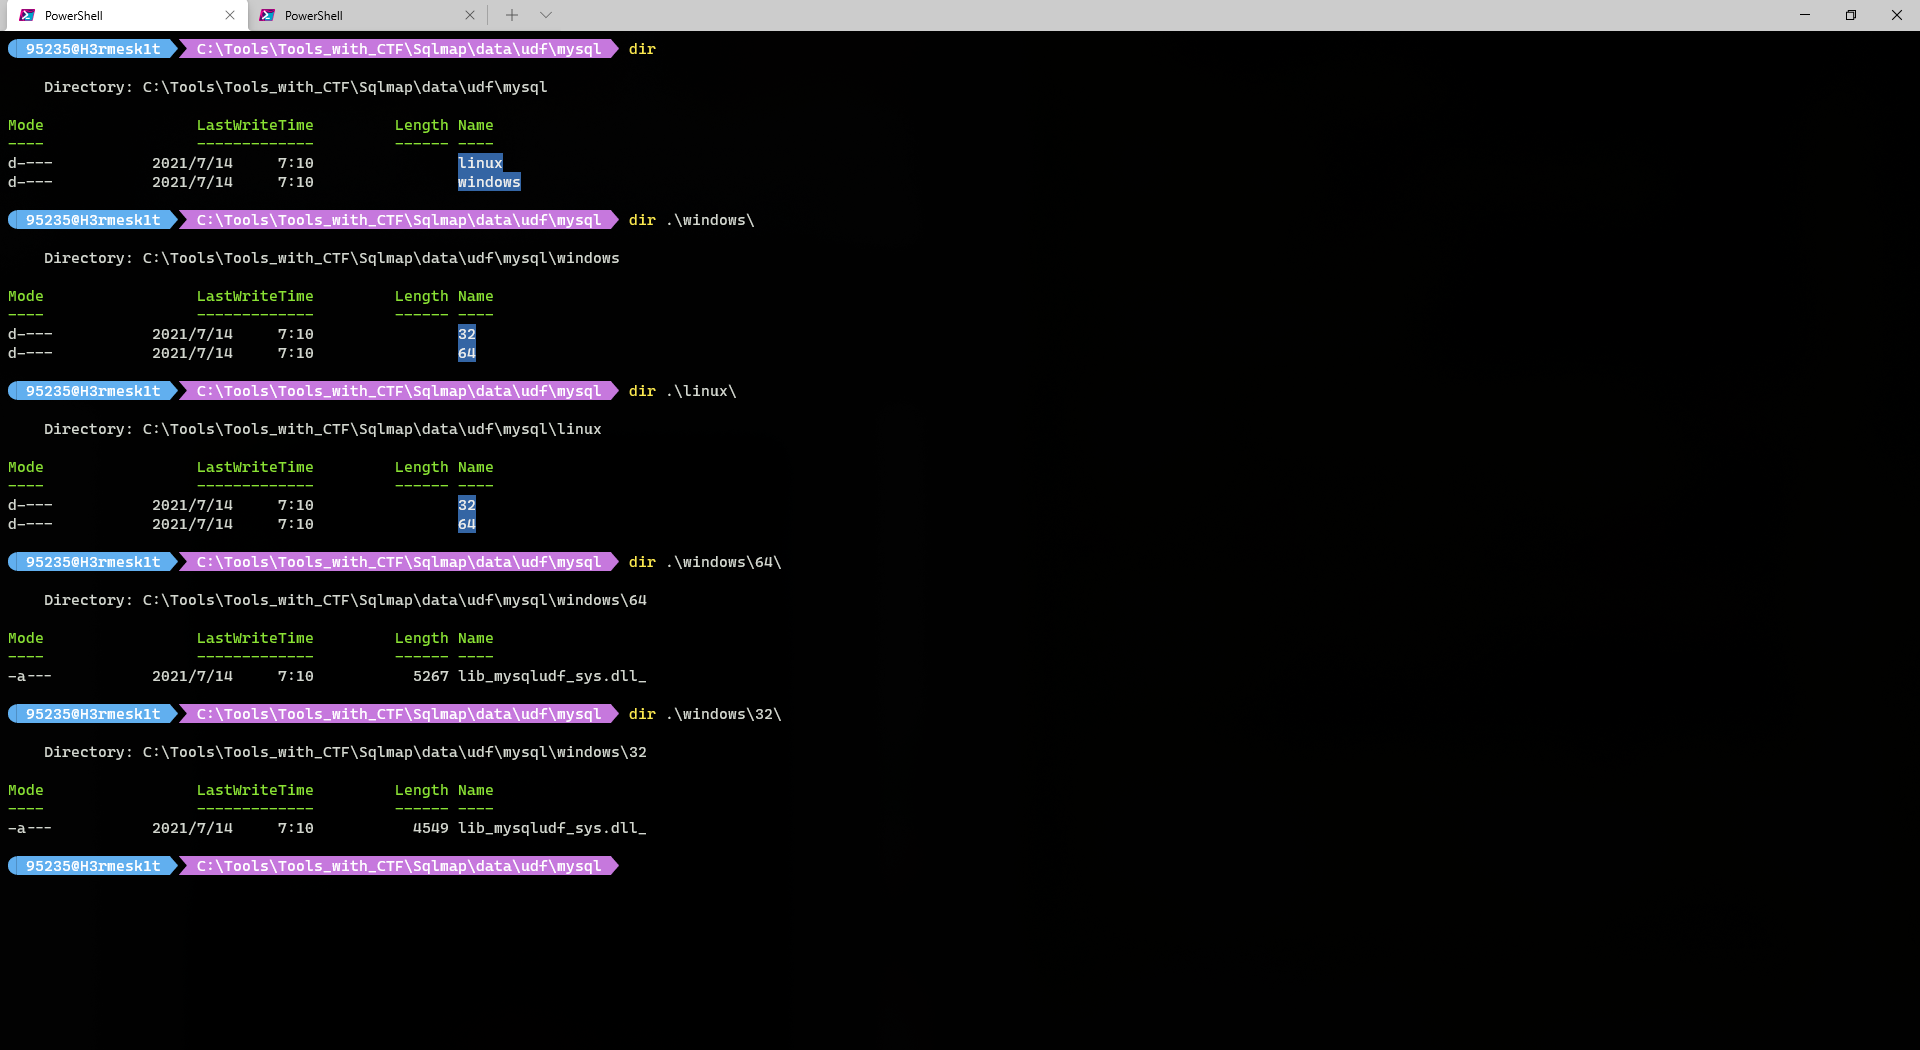 PowerShell PowerShell
95235@H3rmesk1t C:\Tools\Tools_with_CTF\Sqlmap\data\udf\mysql dir
Directory: C:\Tools\Tools_with_CTF\Sqlmap\data\udf\mysql
Mode LastWriteTime Length Name
---- ------------- ------ ----
d---- 2021/7/14 7:10 linux
d---- 2021/7/14 7:10 windows
95235@H3rmesk1t C:\Tools\Tools_with_CTF\Sqlmap\data\udf\mysql dir .\windows\
Directory: C:\Tools\Tools_with_CTF\Sqlmap\data\udf\mysql\windows
Mode LastWriteTime Length Name
---- ------------- ------ ----
d---- 2021/7/14 7:10 32
d---- 2021/7/14 7:10 64
95235@H3rmesk1t C:\Tools\Tools_with_CTF\Sqlmap\data\udf\mysql dir .\linux\
Directory: C:\Tools\Tools_with_CTF\Sqlmap\data\udf\mysql\linux
Mode LastWriteTime Length Name
---- ------------- ------ ----
d---- 2021/7/14 7:10 32
d---- 2021/7/14 7:10 64
95235@H3rmesk1t C:\Tools\Tools_with_CTF\Sqlmap\data\udf\mysql dir .\windows\64\
Directory: C:\Tools\Tools_with_CTF\Sqlmap\data\udf\mysql\windows\64
Mode LastWriteTime Length Name
---- ------------- ------ ----
-a--- 2021/7/14 7:10 5267 lib_mysqludf_sys.dll_
95235@H3rmesk1t C:\Tools\Tools_with_CTF\Sqlmap\data\udf\mysql dir .\windows\32\
Directory: C:\Tools\Tools_with_CTF\Sqlmap\data\udf\mysql\windows\32
Mode LastWriteTime Length Name
---- ------------- ------ ----
-a--- 2021/7/14 7:10 4549 lib_mysqludf_sys.dll_
95235@H3rmesk1t C:\Tools\Tools_with_CTF\Sqlmap\data\udf\mysql